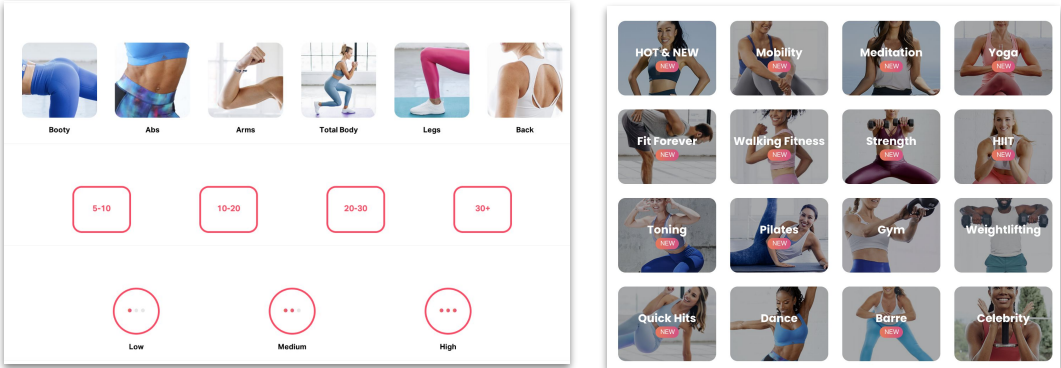 Booty
Abs
Arms
Total Body
Legs
Back
5-10
10-20
20-30
30+
Low
Medium
High
HOT & NEW
NEW
Mobility
NEW
Meditation
NEW
Yoga
NEW
Fit Forever
NEW
Walking Fitness
NEW
Strength
NEW
HIIT
NEW
Toning
NEW
Pilates
NEW
Gym
Weightlifting
Quick Hits
NEW
Dance
Barre
NEW
Celebrity